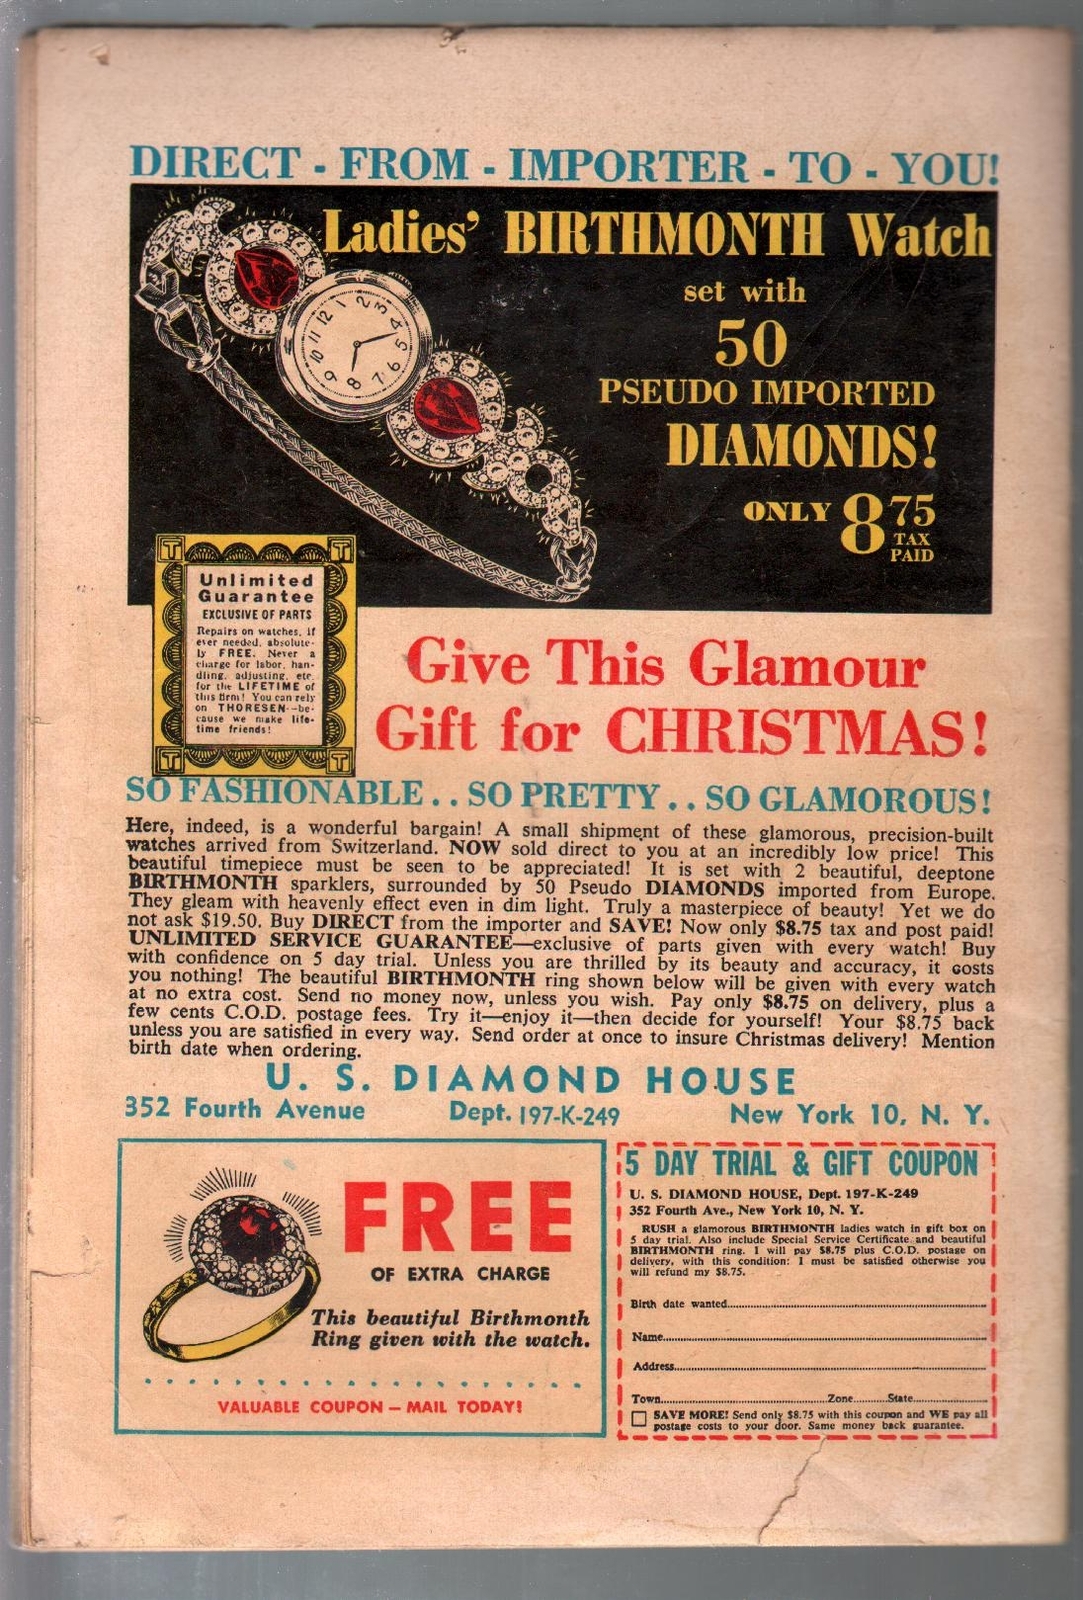 DIRECT - FROM - IMPORTER - TO - YOU!
Ladies' BIRTHMONTH Watch
set with
50
PSEUDO IMPORTED
DIAMONDS!
ONLY 8 75
TAX
PAID
12 1 2 3 4 5 6 7 8 9 10 11
T T
Unlimited
Guarantee
EXCLUSIVE OF PARTS
Repairs on watches, if
ever needed, absolute-
ly FREE. Never a
charge for labor, han-
dling, adjusting, etc.
for the LIFETIME of
this firm! You can rely
on THORESEN--be-
cause we make life-
time friends!
T T
Give This Glamour
Gift for CHRISTMAS!
SO FASHIONABLE . . SO PRETTY . . SO GLAMOROUS!
Here, indeed, is a wonderful bargain! A small shipment of these glamorous, precision-built
watches arrived from Switzerland. NOW sold direct to you at an incredibly low price! This
beautiful timepiece must be seen to be appreciated! It is set with 2 beautiful, deeptone
BIRTHMONTH sparklers, surrounded by 50 Pseudo DIAMONDS imported from Europe.
They gleam with heavenly effect even in dim light. Truly a masterpiece of beauty! Yet we do
not ask $19.50. Buy DIRECT from the importer and SAVE! Now only $8.75 tax and post paid!
UNLIMITED SERVICE GUARANTEE—exclusive of parts given with every watch! Buy
with confidence on 5 day trial. Unless you are thrilled by its beauty and accuracy, it costs
you nothing! The beautiful BIRTHMONTH ring shown below will be given with every watch
at no extra cost. Send no money now, unless you wish. Pay only $8.75 on delivery, plus a
few cents C.O.D. postage fees. Try it—enjoy it—then decide for yourself! Your $8.75 back
unless you are satisfied in every way. Send order at once to insure Christmas delivery! Mention
birth date when ordering.
U. S. DIAMOND HOUSE
352 Fourth Avenue Dept. 197-K-249 New York 10, N. Y.
FREE
OF EXTRA CHARGE
This beautiful Birthmonth
Ring given with the watch.
VALUABLE COUPON — MAIL TODAY!
5 DAY TRIAL & GIFT COUPON
U. S. DIAMOND HOUSE, Dept. 197-K-249
352 Fourth Ave., New York 10, N. Y.
RUSH a glamorous BIRTHMONTH ladies watch in gift box on
5 day trial. Also include Special Service Certificate and beautiful
BIRTHMONTH ring. I will pay $8.75 plus C.O.D. postage on
delivery, with this condition: I must be satisfied otherwise you
will refund my $8.75.
Birth date wanted
Name
Address
Town Zone State
SAVE MORE! Send only $8.75 with this coupon and WE pay all
postage costs to your door. Same money back guarantee.